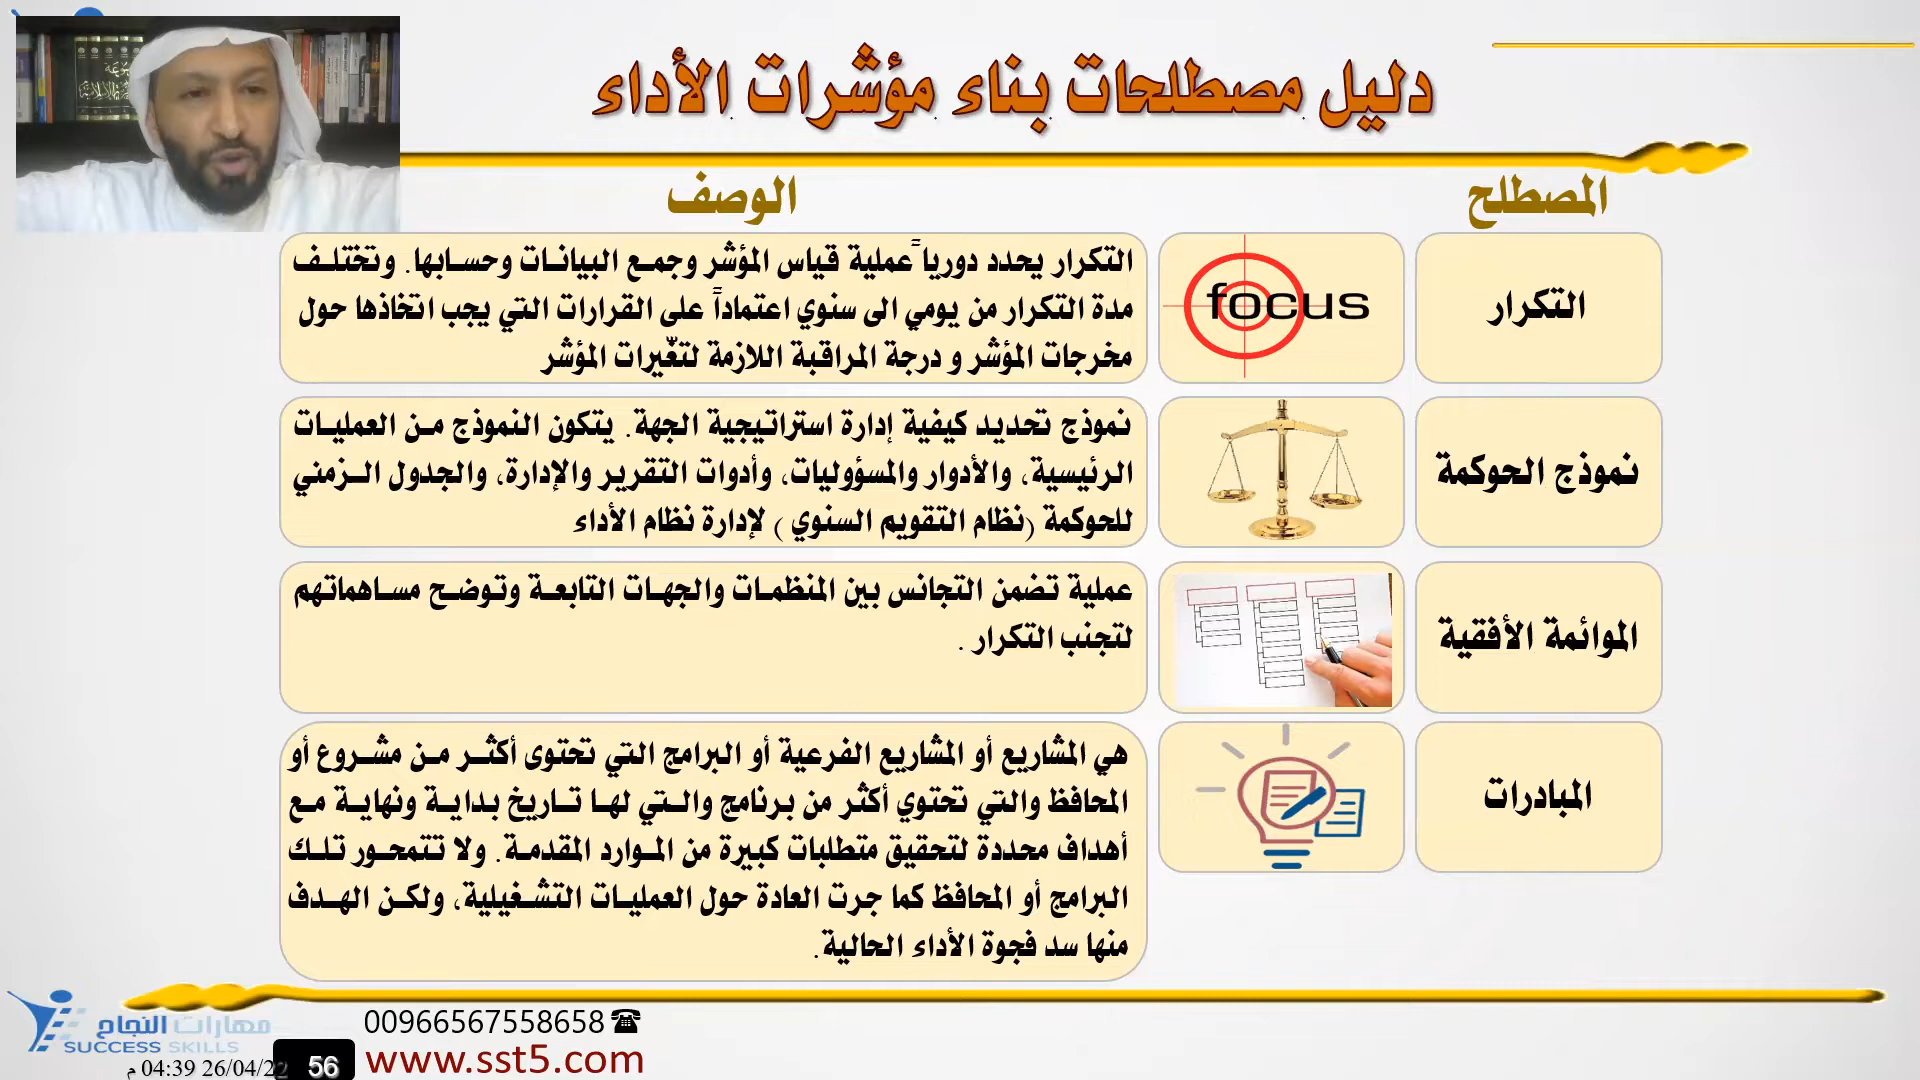 دليل مصطلحات بناء مؤشرات الأداء
المصطلح
الوصف
التكرار
focus
التكرار يحدد دورياً عملية قياس المؤشر وجمع البيانات وحسابها. وتختلف
مدة التكرار من يومي الى سنوي اعتماداً على القرارات التي يجب اتخاذها حول
مخرجات المؤشر و درجة المراقبة اللازمة لتغّيرات المؤشر
نموذج الحوكمة
نموذج تحديد كيفية إدارة استراتيجية الجهة. يتكون النموذج من العمليات
الرئيسية، والأدوار والمسؤوليات، وأدوات التقرير والإدارة، والجدول الزمني
للحوكمة (نظام التقويم السنوي ) لإدارة نظام الأداء
الموائمة الأفقية
عملية تضمن التجانس بين المنظمات والجهات التابعة وتوضح مساهماتهم
لتجنب التكرار .
المبادرات
هي المشاريع أو المشاريع الفرعية أو البرامج التي تحتوى أكثر من مشروع أو
المحافظ والتي تحتوي أكثر من برنامج والتي لها تاريخ بداية ونهاية مع
أهداف محددة لتحقيق متطلبات كبيرة من الموارد المقدمة. ولا تتمحور تلك
البرامج أو المحافظ كما جرت العادة حول العمليات التشغيلية، ولكن الهدف
منها سد فجوة الأداء الحالية.
مهارات النجاح
SUCCESS SKILLS
00966567558658
www.sst5.com
56
26/04/22 04:39 م